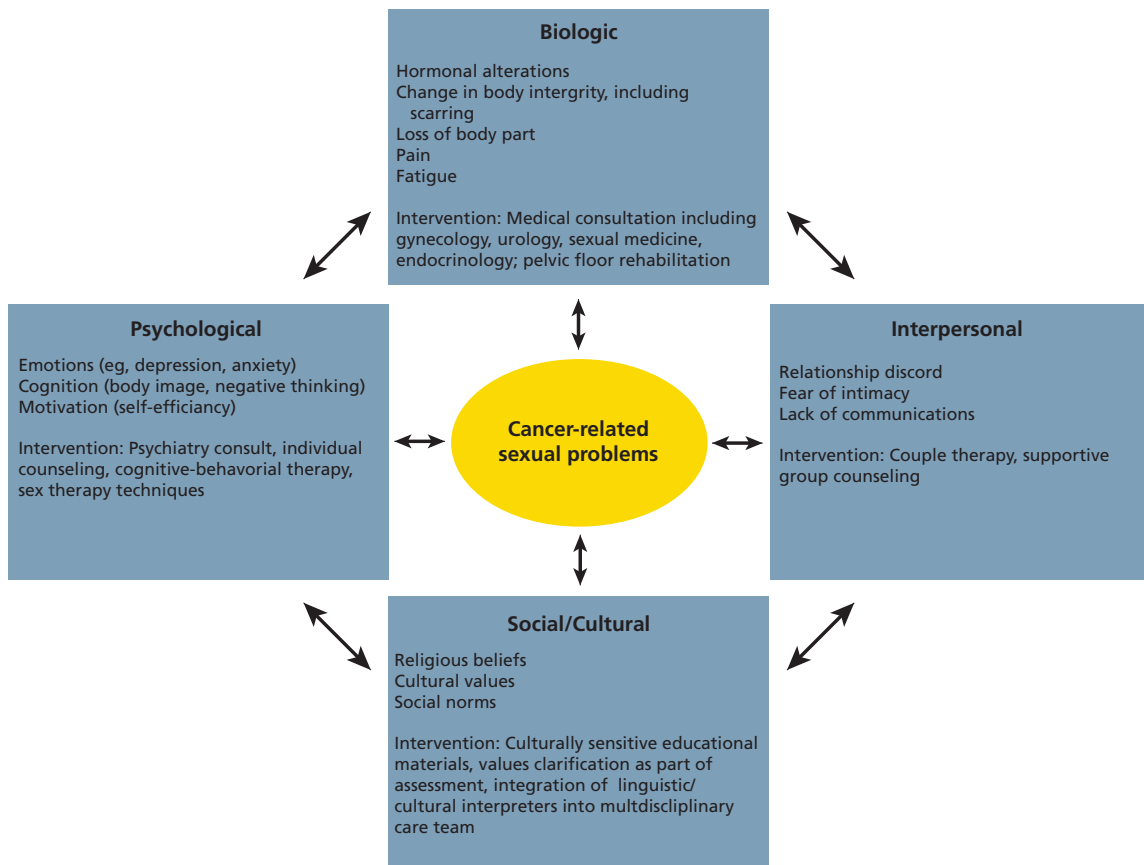 Biologic
Hormonal alterations
Change in body intergrity, including
scarring
Loss of body part
Pain
Fatigue
Intervention: Medical consultation including
gynecology, urology, sexual medicine,
endocrinology; pelvic floor rehabilitation
Psychological
Emotions (eg, depression, anxiety)
Cognition (body image, negative thinking)
Motivation (self-efficiancy)
Intervention: Psychiatry consult, individual
counseling, cognitive-behavorial therapy,
sex therapy techniques
Cancer-related
sexual problems
Interpersonal
Relationship discord
Fear of intimacy
Lack of communications
Intervention: Couple therapy, supportive
group counseling
Social/Cultural
Religious beliefs
Cultural values
Social norms
Intervention: Culturally sensitive educational
materials, values clarification as part of
assessment, integration of linguistic/
cultural interpreters into multdiscliplinary
care team